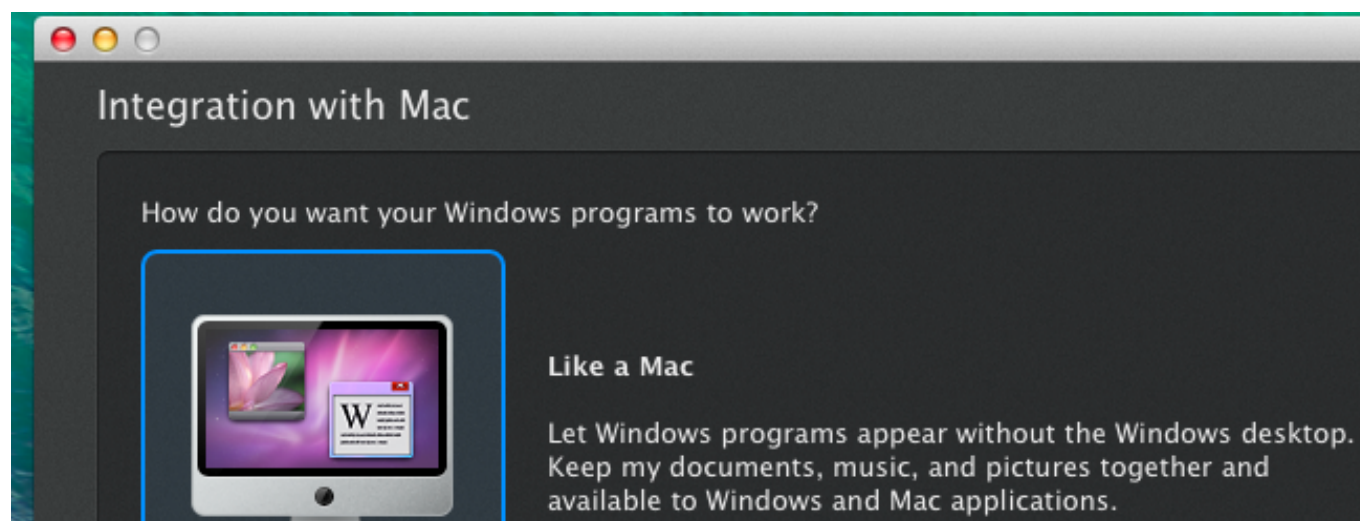 Integration with Mac
How do you want your Windows programs to work?
W
Like a Mac
Let Windows programs appear without the Windows desktop.
Keep my documents, music, and pictures together and
available to Windows and Mac applications.